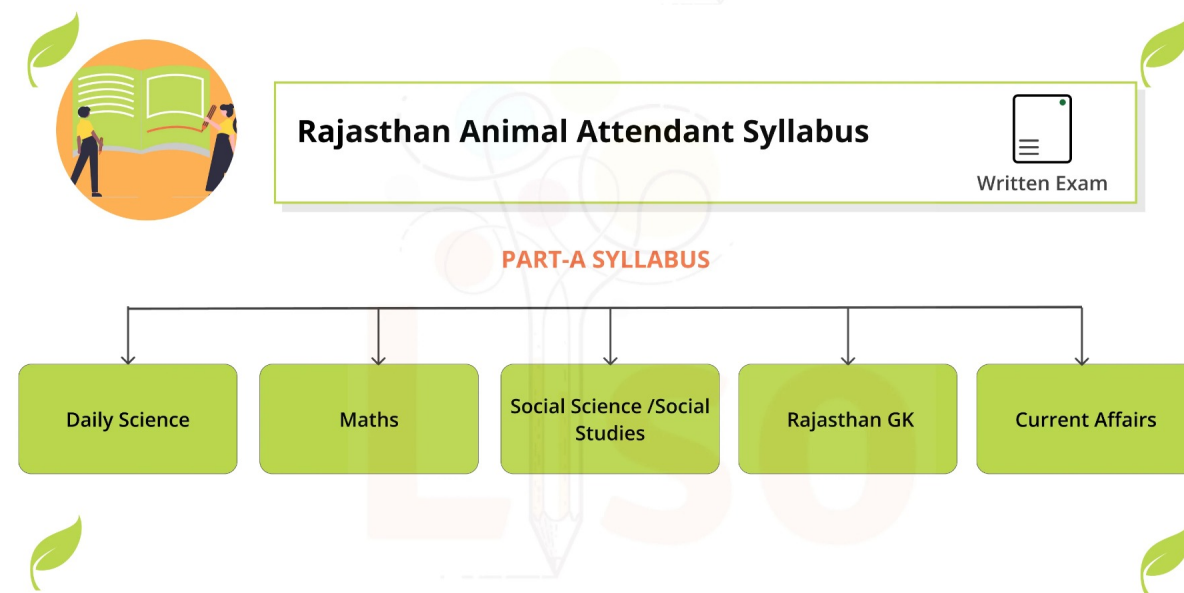 Rajasthan Animal Attendant Syllabus
Written Exam
PART-A SYLLABUS
Daily Science
Maths
Social Science /Social
Studies
Rajasthan GK
Current Affairs
Liso